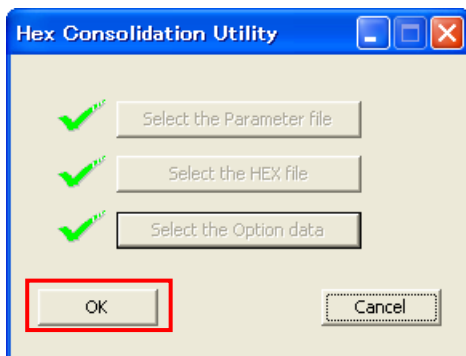 Hex Consolidation Utility
Select the Parameter file
Select the HEX file
Select the Option data
OK
Cancel